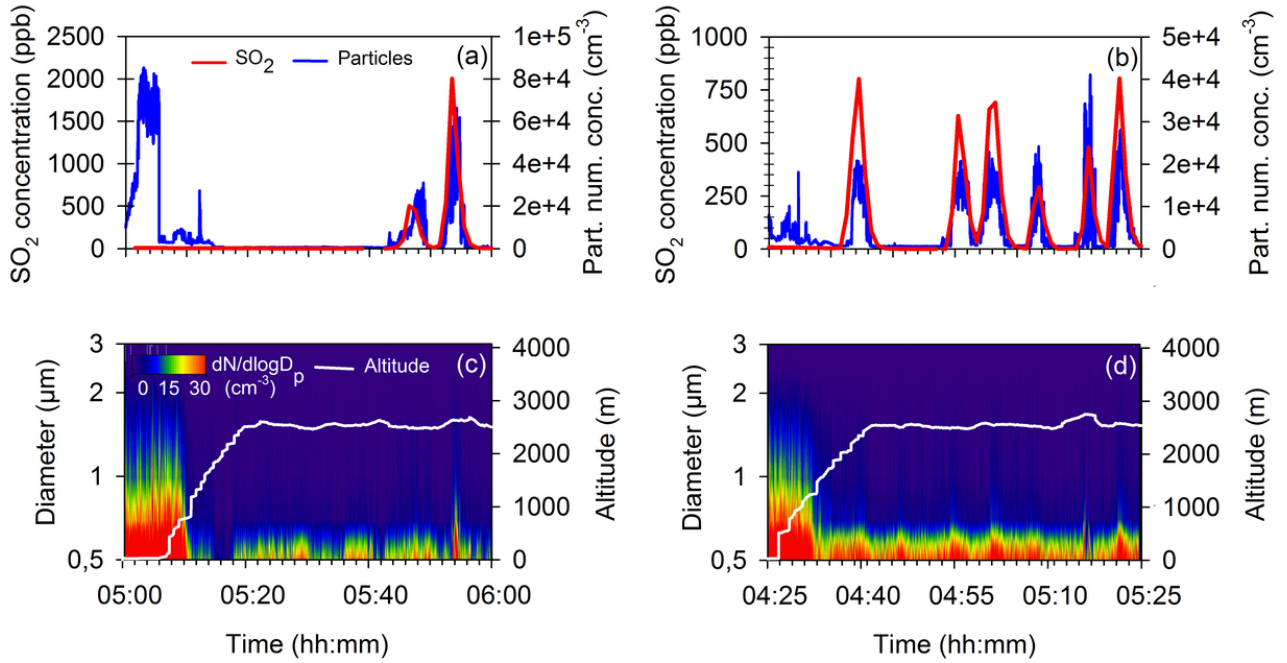 SO2 concentration (ppb)
2500
2000
1500
1000
500
0
SO2
Particles
(a)
1e+5
8e+4
6e+4
4e+4
2e+4
0
Part. num. conc. (cm-3)
SO2 concentration (ppb)
1000
750
500
250
0
(b)
5e+4
4e+4
3e+4
2e+4
1e+4
0
Part. num. conc. (cm-3)
Diameter (µm)
3
2
1
0,5
dN/dlogDp
0 15 30 (cm-3)
Altitude
(c)
4000
3000
2000
1000
0
Altitude (m)
05:00 05:20 05:40 06:00
Time (hh:mm)
Diameter (µm)
3
2
1
0,5
(d)
4000
3000
2000
1000
0
Altitude (m)
04:25 04:40 04:55 05:10 05:25
Time (hh:mm)